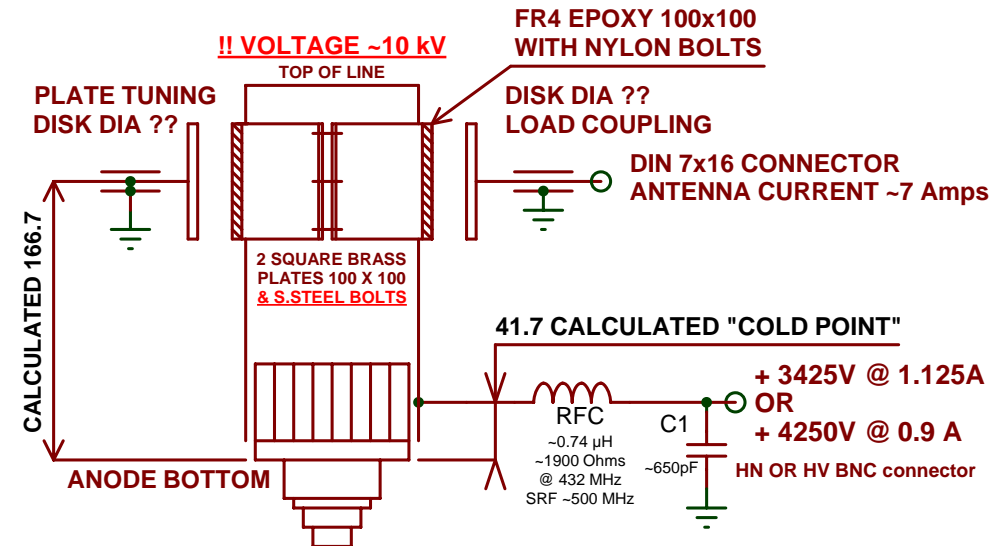 !! VOLTAGE ~10 kV
TOP OF LINE
FR4 EPOXY 100x100
WITH NYLON BOLTS
PLATE TUNING
DISK DIA ??
DISK DIA ??
LOAD COUPLING
DIN 7x16 CONNECTOR
ANTENNA CURRENT ~7 Amps
CALCULATED 166.7
2 SQUARE BRASS
PLATES 100 X 100
& S.STEEL BOLTS
41.7 CALCULATED "COLD POINT"
+ 3425V @ 1.125A
OR
+ 4250V @ 0.9 A
HN OR HV BNC connector
RFC
~0.74 µH
~1900 Ohms
@ 432 MHz
SRF ~500 MHz
C1
~650pF
ANODE BOTTOM